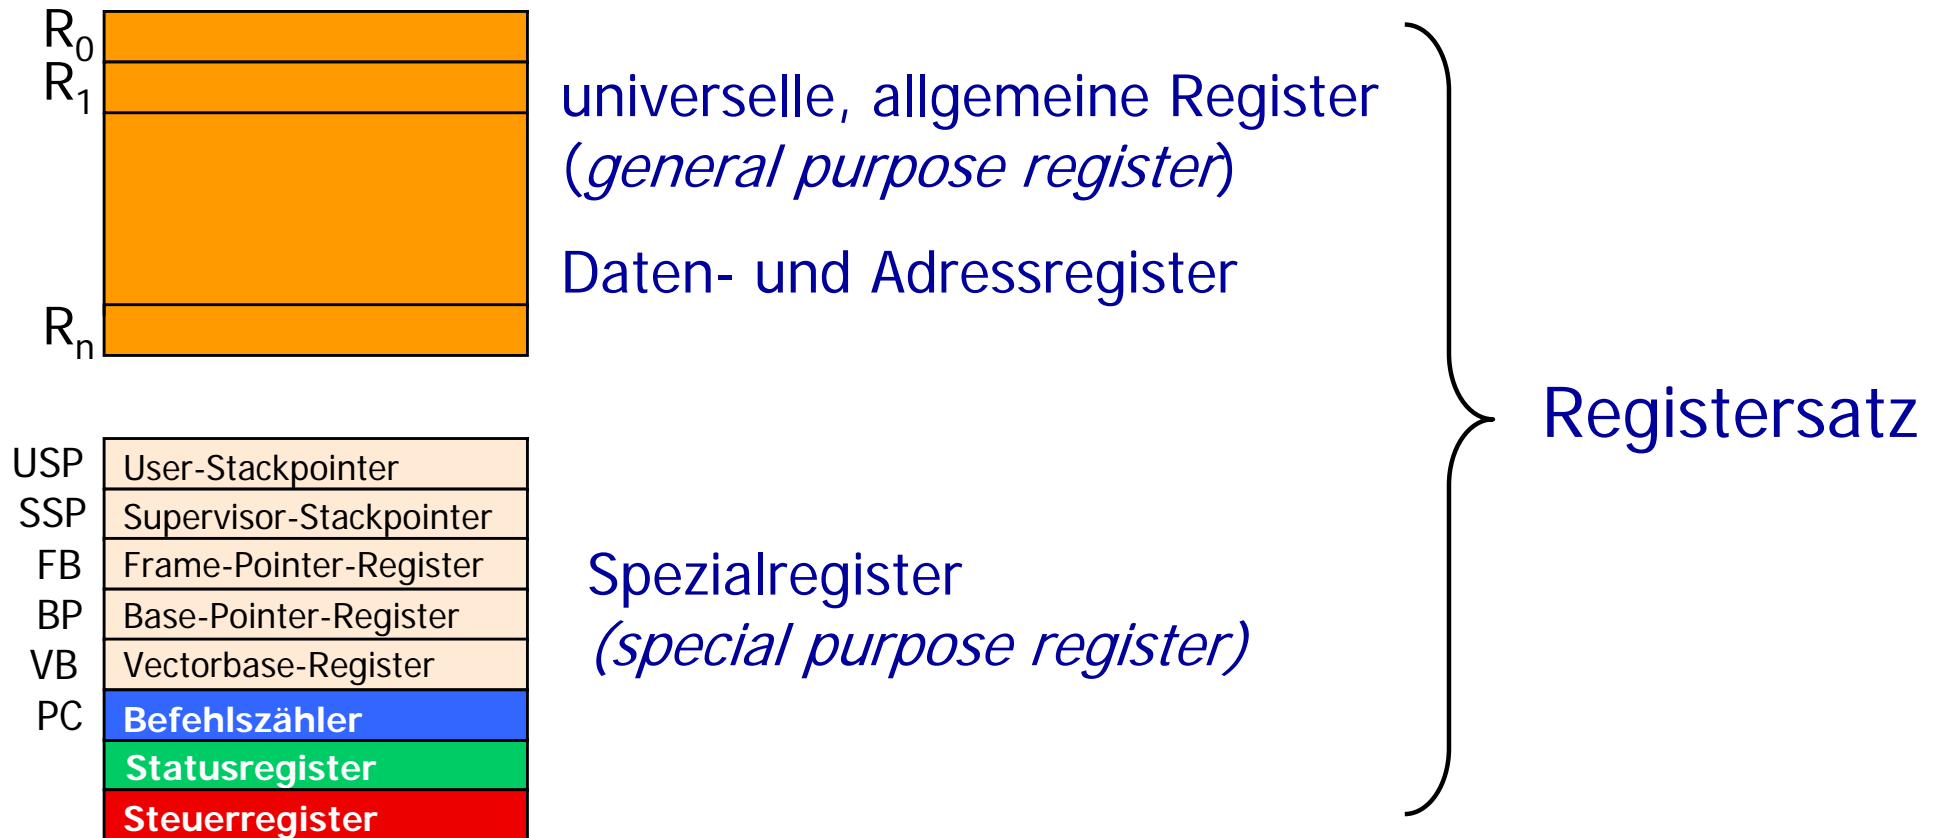 R0
R1
universelle, allgemeine Register
(general purpose register)
Daten- und Adressregister
Rn
Registersatz
USP User-Stackpointer
SSP Supervisor-Stackpointer
FB Frame-Pointer-Register
BP Base-Pointer-Register
VB Vectorbase-Register
PC Befehlszähler
Statusregister
Steuerregister
Spezialregister
(special purpose register)